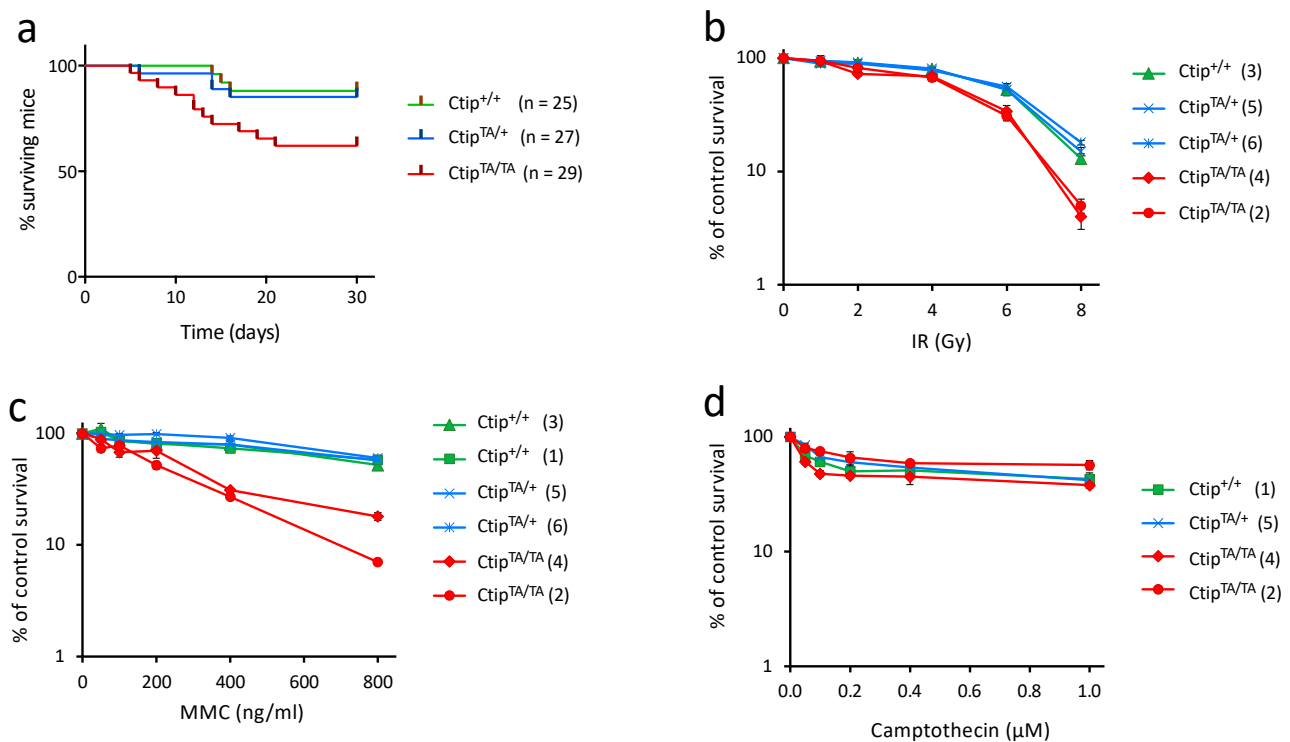 a
% surviving mice
100
50
0
0 10 20 30
Time (days)
Ctip+/+ (n = 25)
CtipTA/+ (n = 27)
CtipTA/TA (n = 29)
b
% of control survival
100
10
1
0 2 4 6 8
IR (Gy)
Ctip+/+ (3)
CtipTA/+ (5)
CtipTA/+ (6)
CtipTA/TA (4)
CtipTA/TA (2)
c
% of control survival
100
10
1
0 200 400 600 800
MMC (ng/ml)
Ctip+/+ (3)
Ctip+/+ (1)
CtipTA/+ (5)
CtipTA/+ (6)
CtipTA/TA (4)
CtipTA/TA (2)
d
% of control survival
100
10
1
0.0 0.2 0.4 0.6 0.8 1.0
Camptothecin (μM)
Ctip+/+ (1)
CtipTA/+ (5)
CtipTA/TA (4)
CtipTA/TA (2)